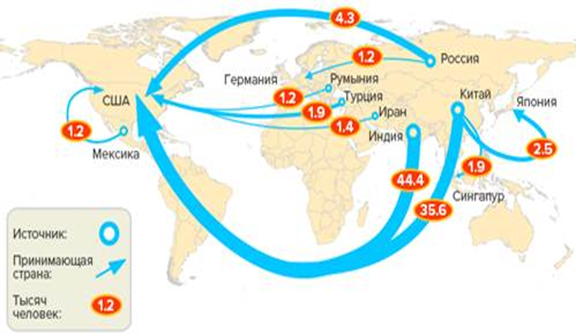 4.3
Россия
1.2
Германия
Румыния
1.2
Турция
1.9
Иран
1.4
Индия
Китай
Япония
США
1.2
Мексика
2.5
1.9
Сингапур
44.4
35.6
Источник:
Принимающая
страна:
Тысяч
человек:
1.2